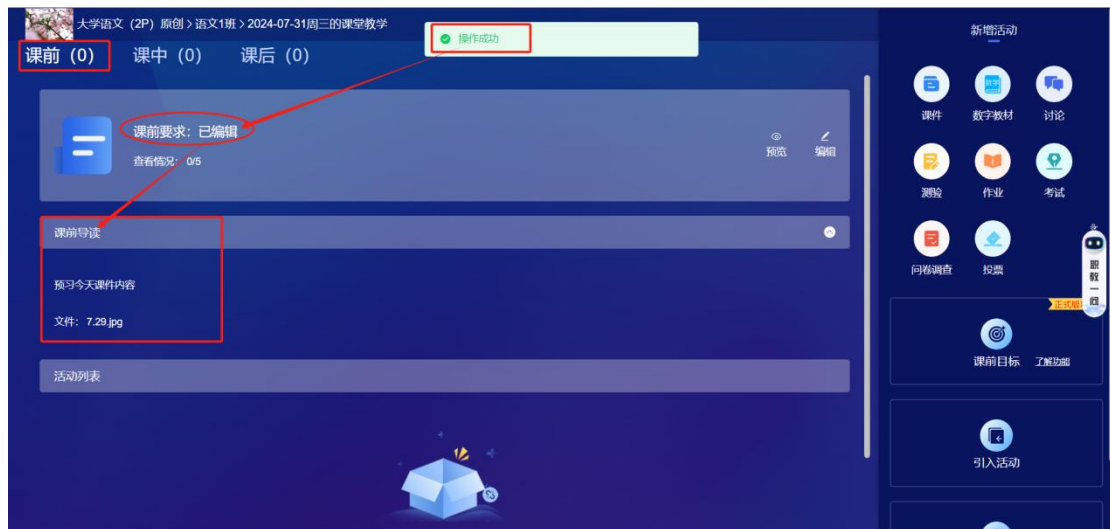 大学语文（2P）原创 > 语文1班 > 2024-07-31周三的课堂教学
操作成功
课前（0） 课中（0） 课后（0）
课前要求：已编辑
查看情况：0/5
预览 编辑
课前导读
预习今天课件内容
文件：7.29.jpg
活动列表
新增活动
课件 数字教材 讨论
测验 作业 考试
问卷调查 投票
职教一问
课前目标 了解功能
引入活动